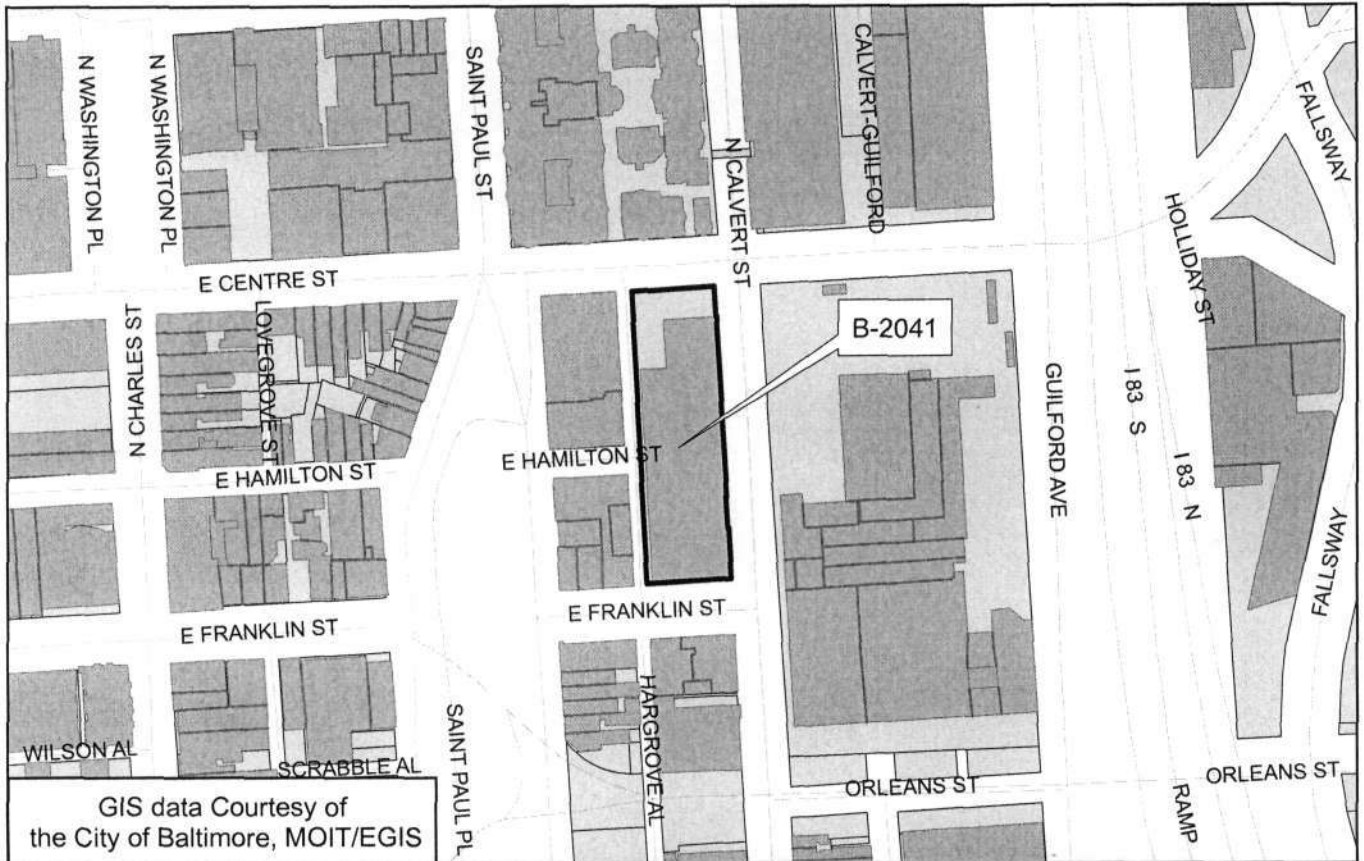 N WASHINGTON PL
N WASHINGTON PL
SAINT PAUL ST
CALVERT-GUILFORD
FALLSWAY
N CALVERT ST
HOLLIDAY ST
E CENTRE ST
N CHARLES ST
LOVEGROVE ST
B-2041
GUILFORD AVE
I 83 S
I 83 N
E HAMILTON ST
E HAMILTON ST
FALLSWAY
E FRANKLIN ST
E FRANKLIN ST
HARGROVE AL
SAINT PAUL PL
WILSON AL
SCRABBLE AL
ORLEANS ST
ORLEANS ST
RAMP
GIS data Courtesy of
the City of Baltimore, MOIT/EGIS